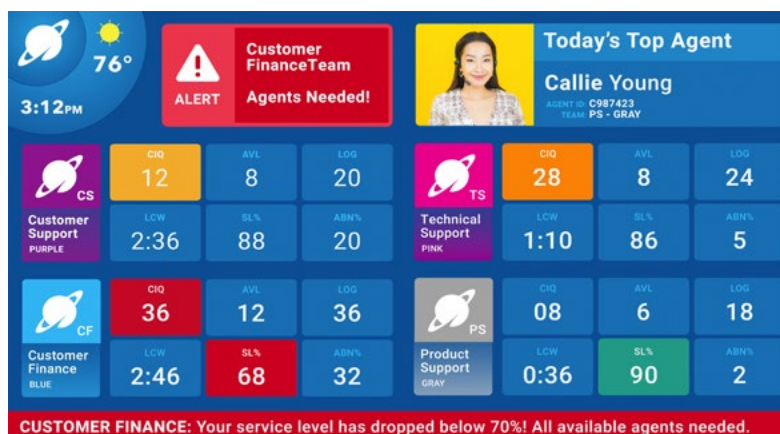 76°
3:12PM
ALERT
Customer
FinanceTeam
Agents Needed!
Today's Top Agent
Callie Young
AGENT ID: C987423
TEAM: PS - GRAY
CS
Customer
Support
PURPLE
CIQ AVL LOG
12 8 20
LCW SL% ABN%
2:36 88 20
TS
Technical
Support
PINK
CIQ AVL LOG
28 8 24
LCW SL% ABN%
1:10 86 5
CF
Customer
Finance
BLUE
CIQ AVL LOG
36 12 36
LCW SL% ABN%
2:46 68 32
PS
Product
Support
GRAY
CIQ AVL LOG
08 6 18
LCW SL% ABN%
0:36 90 2
CUSTOMER FINANCE: Your service level has dropped below 70%! All available agents needed.